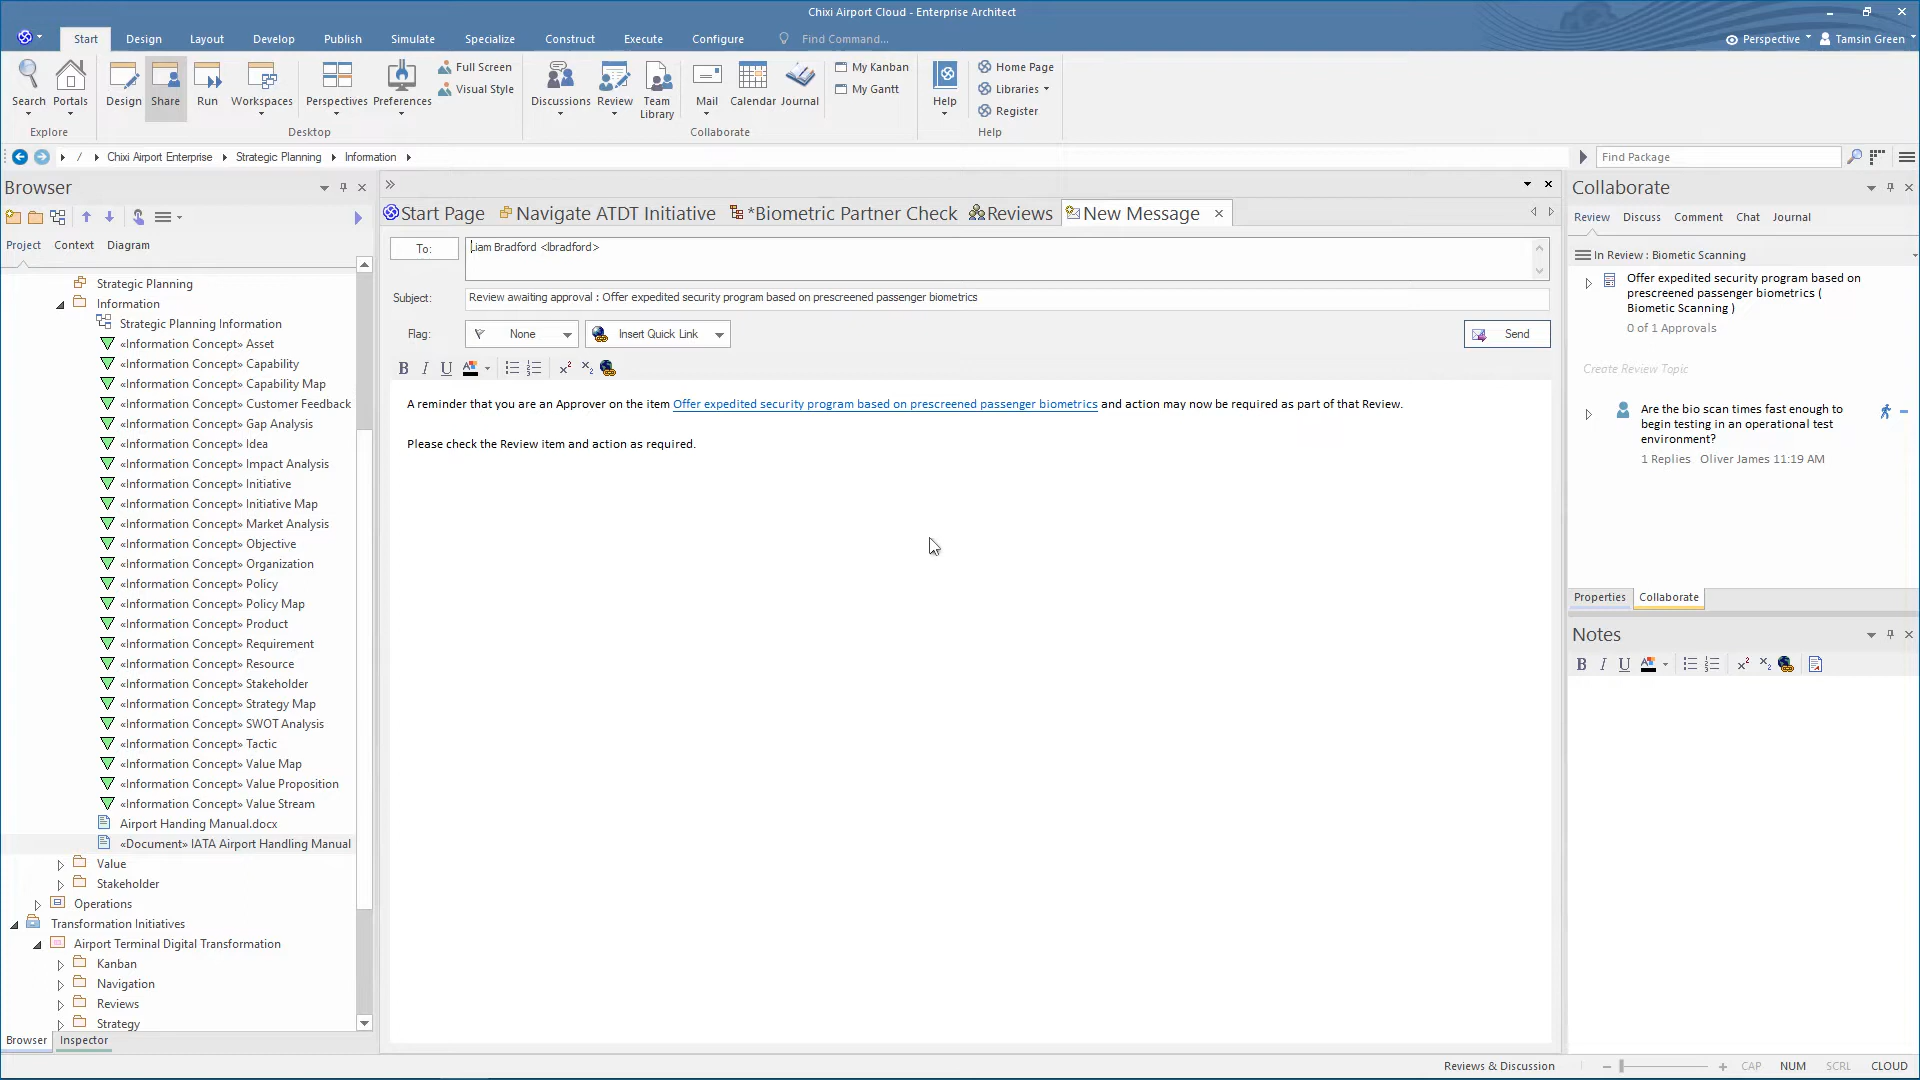 Chixi Airport Cloud - Enterprise Architect
Start Design Layout Develop Publish Simulate Specialize Construct Execute Configure Find Command... Perspective Tamsin Green
Search Portals Design Share Run Workspaces Perspectives Preferences Full Screen Visual Style Discussions Review Team Library Mail Calendar Journal My Kanban My Gantt Help Home Page Libraries Register
Explore Desktop Collaborate Help
/ Chixi Airport Enterprise Strategic Planning Information Find Package
Browser
Project Context Diagram
Strategic Planning
Information
Strategic Planning Information
«Information Concept» Asset
«Information Concept» Capability
«Information Concept» Capability Map
«Information Concept» Customer Feedback
«Information Concept» Gap Analysis
«Information Concept» Idea
«Information Concept» Impact Analysis
«Information Concept» Initiative
«Information Concept» Initiative Map
«Information Concept» Market Analysis
«Information Concept» Objective
«Information Concept» Organization
«Information Concept» Policy
«Information Concept» Policy Map
«Information Concept» Product
«Information Concept» Requirement
«Information Concept» Resource
«Information Concept» Stakeholder
«Information Concept» Strategy Map
«Information Concept» SWOT Analysis
«Information Concept» Tactic
«Information Concept» Value Map
«Information Concept» Value Proposition
«Information Concept» Value Stream
Airport Handing Manual.docx
«Document» IATA Airport Handling Manual
Value
Stakeholder
Operations
Transformation Initiatives
Airport Terminal Digital Transformation
Kanban
Navigation
Reviews
Strategy
Browser Inspector
Start Page Navigate ATDT Initiative *Biometric Partner Check Reviews New Message
To: Liam Bradford <lbradford>
Subject: Review awaiting approval : Offer expedited security program based on prescreened passenger biometrics
Flag: None Insert Quick Link Send
B I U A x² x₂
A reminder that you are an Approver on the item Offer expedited security program based on prescreened passenger biometrics and action may now be required as part of that Review.
Please check the Review item and action as required.
Collaborate
Review Discuss Comment Chat Journal
In Review : Biometic Scanning
Offer expedited security program based on
prescreened passenger biometrics (
Biometic Scanning )
0 of 1 Approvals
Create Review Topic
Are the bio scan times fast enough to
begin testing in an operational test
environment?
1 Replies Oliver James 11:19 AM
Properties Collaborate
Notes
B I U A x² x₂
Reviews & Discussion CAP NUM SCRL CLOUD